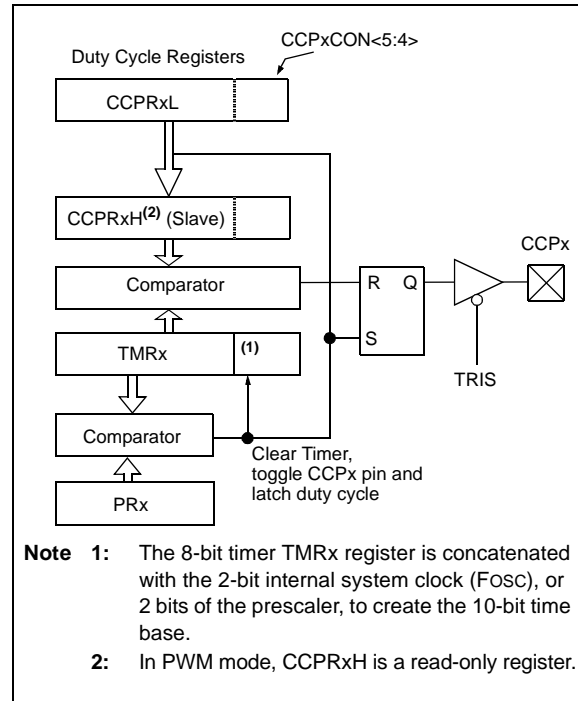 CCPxCON<5:4>
Duty Cycle Registers
CCPRxL
CCPRxH(2) (Slave)
CCPx
Comparator
R Q
TMRx (1)
S
TRIS
Comparator
Clear Timer,
toggle CCPx pin and
latch duty cycle
PRx
Note 1: The 8-bit timer TMRx register is concatenated
with the 2-bit internal system clock (FOSC), or
2 bits of the prescaler, to create the 10-bit time
base.
2: In PWM mode, CCPRxH is a read-only register.